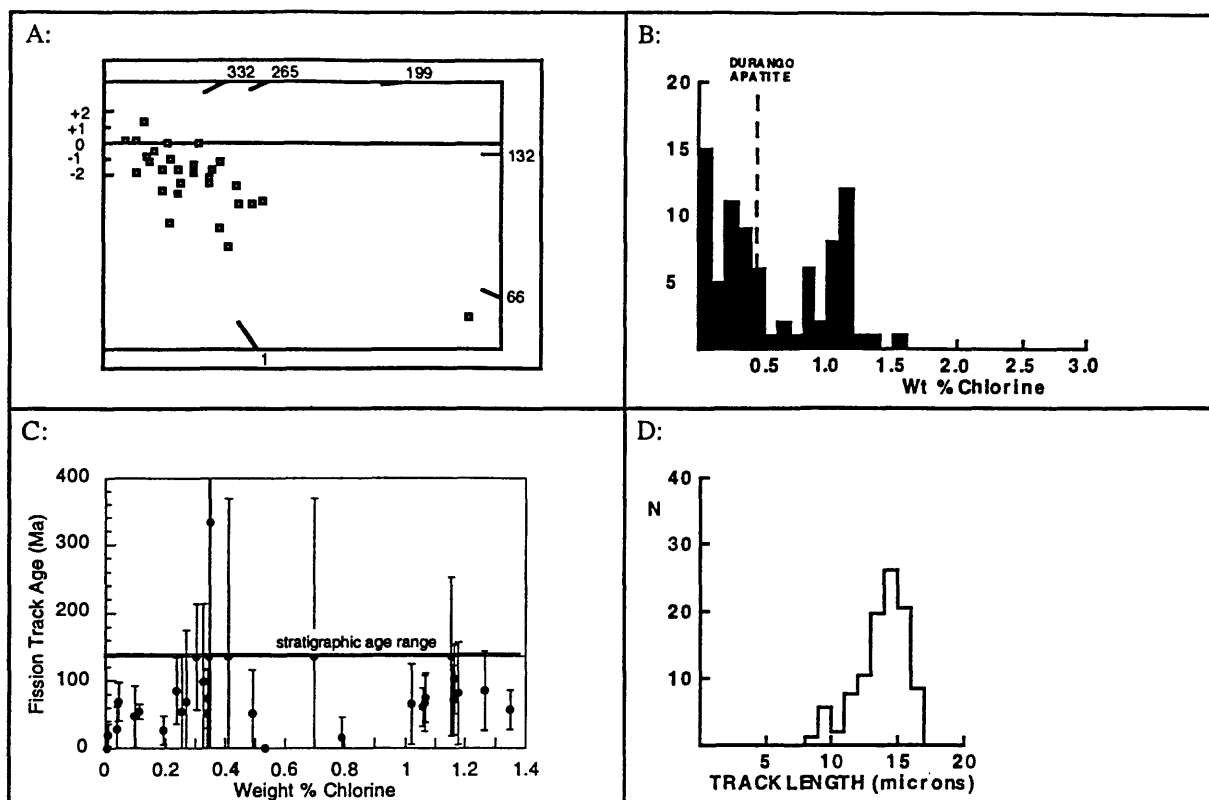 A:
332 265 199
+2
+1
0
-1
-2
132
66
1
B:
DURANGO
APATITE
20
15
10
5
0.5 1.0 1.5 2.0 2.5 3.0
Wt % Chlorine
C:
400
300
200
100
0
Fission Track Age (Ma)
stratigraphic age range
0 0.2 0.4 0.6 0.8 1 1.2 1.4
Weight % Chlorine
D:
40
N
30
20
10
5 10 15 20
TRACK LENGTH (microns)